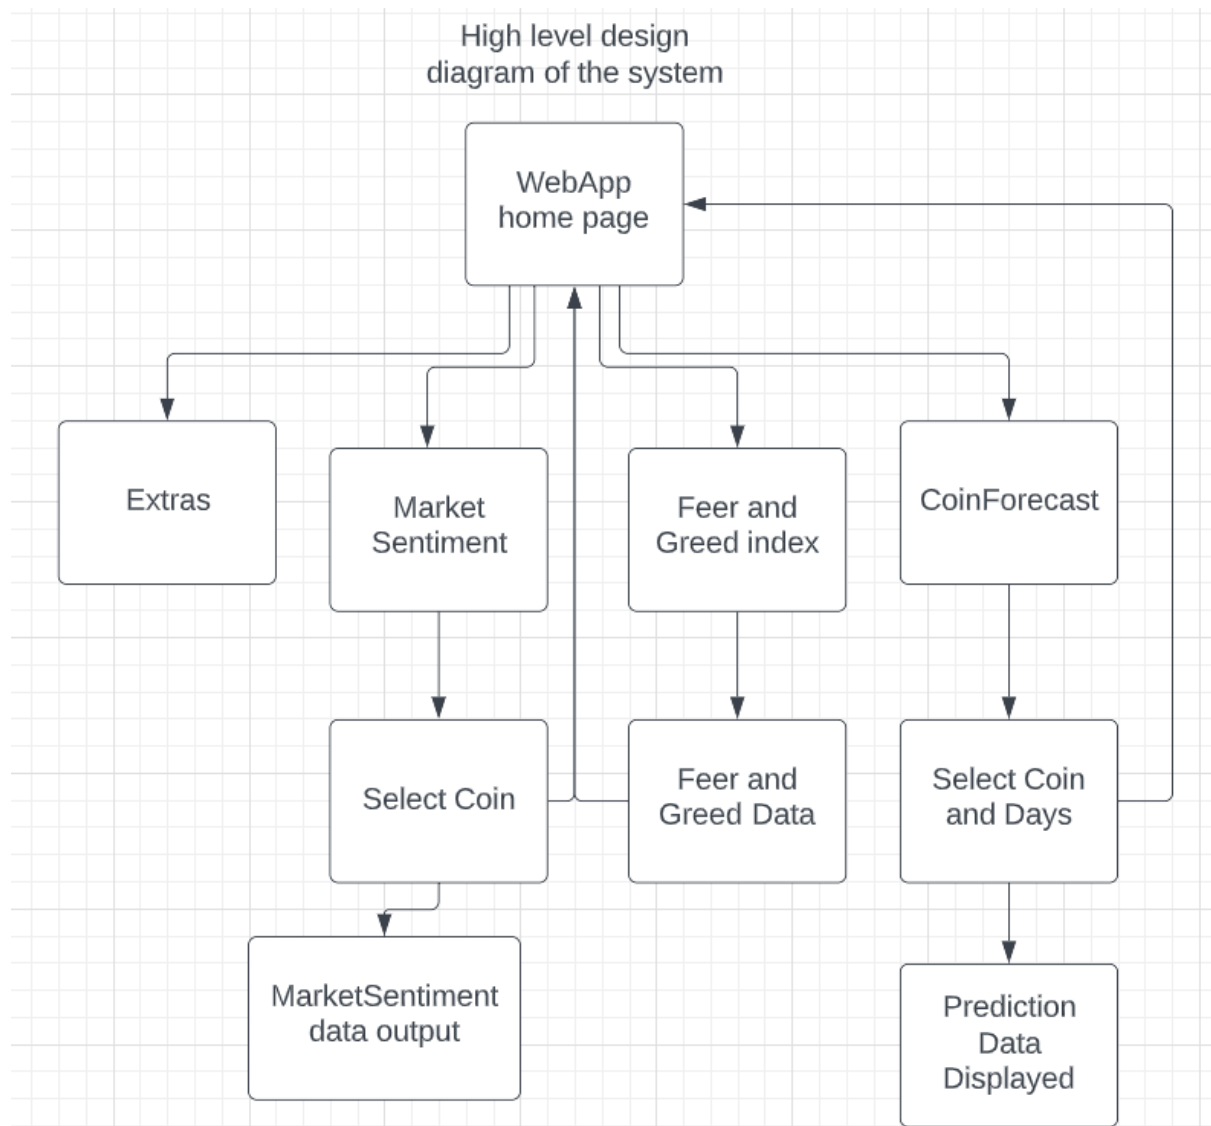 High level design
diagram of the system
WebApp
home page
Extras
Market
Sentiment
Feer and
Greed index
CoinForecast
Select Coin
Feer and
Greed Data
Select Coin
and Days
MarketSentiment
data output
Prediction
Data
Displayed